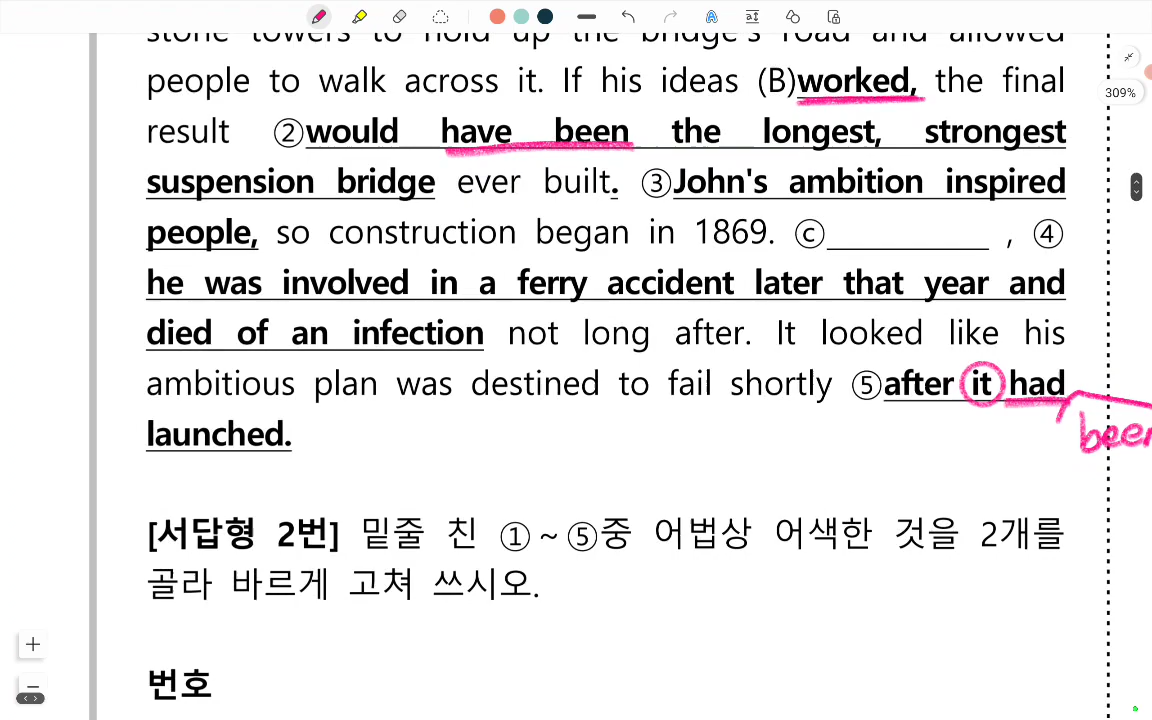 stone towers to hold up the bridge's road and allowed
people to walk across it. If his ideas (B)worked, the final
309%
result ②would have been the longest, strongest
suspension bridge ever built. ③John's ambition inspired
people, so construction began in 1869. ⓒ__________ , ④
he was involved in a ferry accident later that year and
died of an infection not long after. It looked like his
ambitious plan was destined to fail shortly ⑤after it had
been
launched.
[서답형 2번] 밑줄 친 ①~⑤중 어법상 어색한 것을 2개를
골라 바르게 고쳐 쓰시오.
번호